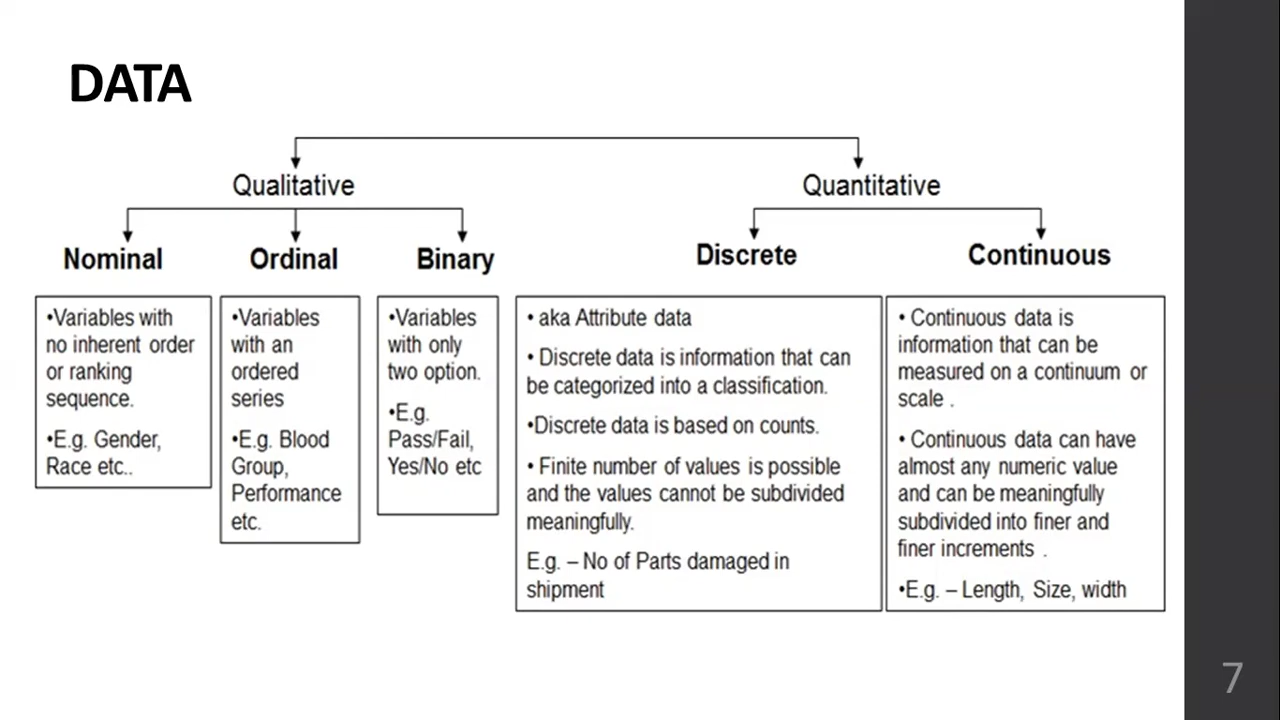 DATA
Qualitative
Quantitative
Nominal
Ordinal
Binary
Discrete
Continuous
•Variables with
no inherent order
or ranking
sequence.
•E.g. Gender,
Race etc..
•Variables
with an
ordered
series
•E.g. Blood
Group,
Performance
etc.
•Variables
with only
two option.
•E.g.
Pass/Fail,
Yes/No etc
• aka Attribute data
• Discrete data is information that can
be categorized into a classification.
•Discrete data is based on counts.
• Finite number of values is possible
and the values cannot be subdivided
meaningfully.
E.g. – No of Parts damaged in
shipment
• Continuous data is
information that can be
measured on a continuum or
scale .
• Continuous data can have
almost any numeric value
and can be meaningfully
subdivided into finer and
finer increments .
•E.g. – Length, Size, width
7